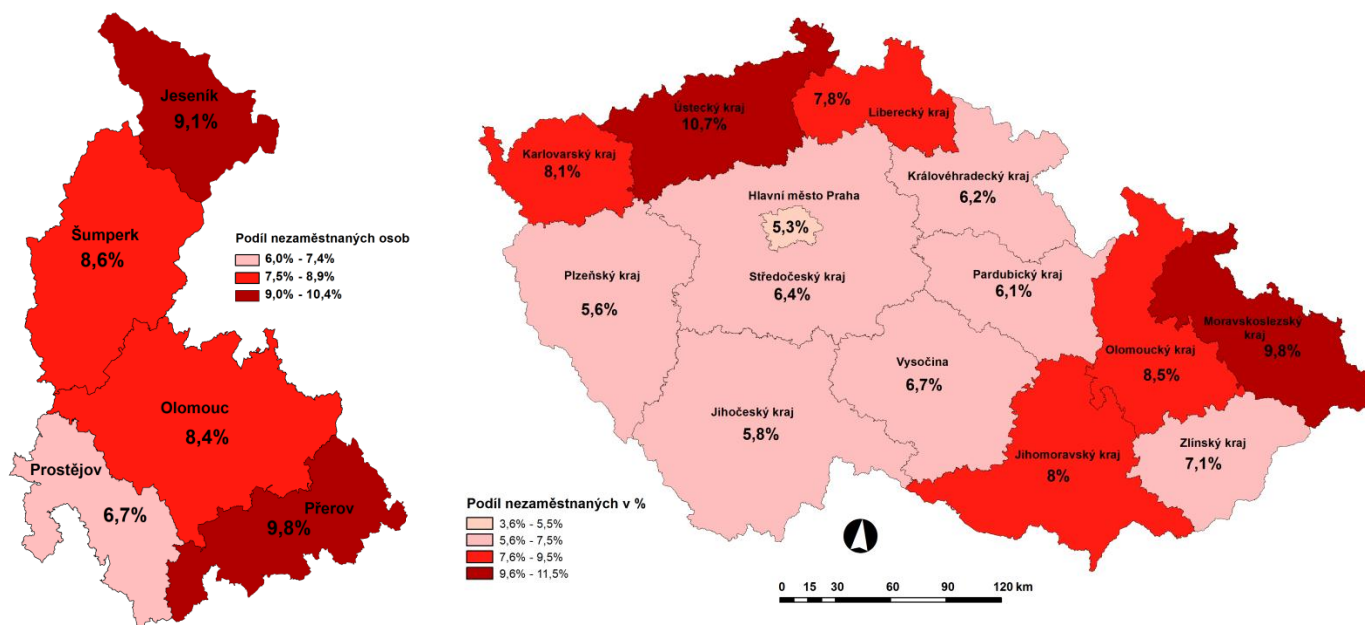 Jeseník
9,1%
Šumperk
8,6%
Podíl nezaměstnaných osob
6,0% - 7,4%
7,5% - 8,9%
9,0% - 10,4%
Olomouc
8,4%
Prostějov
6,7%
Přerov
9,8%
Ústecký kraj
10,7%
7,8%
Liberecký kraj
Karlovarský kraj
8,1%
Královéhradecký kraj
6,2%
Hlavní město Praha
5,3%
Plzeňský kraj
5,6%
Středočeský kraj
6,4%
Pardubický kraj
6,1%
Moravskoslezský
kraj
9,8%
Olomoucký kraj
8,5%
Vysočina
6,7%
Jihočeský kraj
5,8%
Jihomoravský kraj
8%
Zlínský kraj
7,1%
Podíl nezaměstnaných v %
3,6% - 5,5%
5,6% - 7,5%
7,6% - 9,5%
9,6% - 11,5%
0 15 30 60 90 120 km